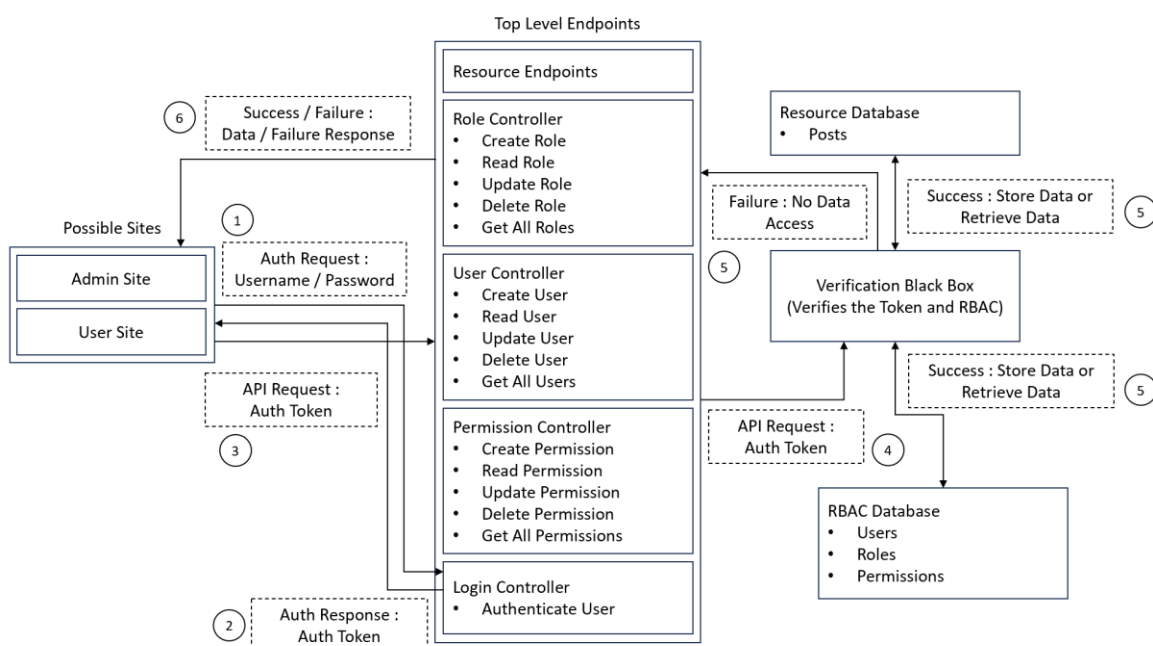 Top Level Endpoints
Resource Endpoints
6
Success / Failure :
Data / Failure Response
Role Controller
• Create Role
• Read Role
• Update Role
• Delete Role
• Get All Roles
Resource Database
• Posts
Failure : No Data
Access
5
Success : Store Data or
Retrieve Data
5
Possible Sites
Admin Site
User Site
1
Auth Request :
Username / Password
User Controller
• Create User
• Read User
• Update User
• Delete User
• Get All Users
Verification Black Box
(Verifies the Token and RBAC)
API Request :
Auth Token
3
Success : Store Data or
Retrieve Data
5
API Request :
Auth Token
4
Permission Controller
• Create Permission
• Read Permission
• Update Permission
• Delete Permission
• Get All Permissions
RBAC Database
• Users
• Roles
• Permissions
Login Controller
• Authenticate User
2
Auth Response :
Auth Token